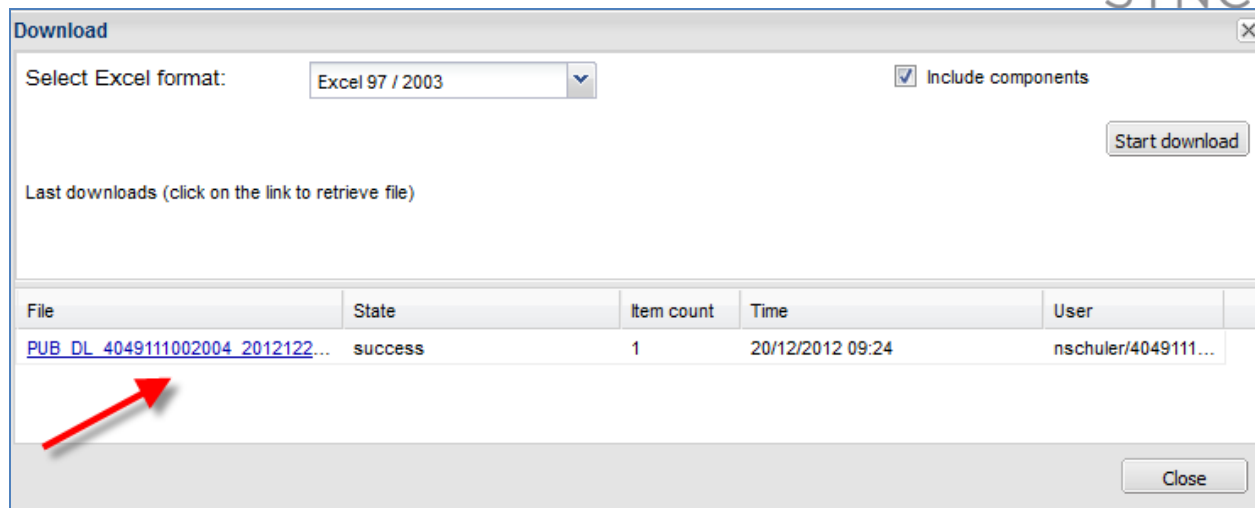 Download
Select Excel format: Excel 97 / 2003 Include components
Start download
Last downloads (click on the link to retrieve file)
File State Item count Time User
PUB_DL_4049111002004_2012122... success 1 20/12/2012 09:24 nschuler/4049111...
Close